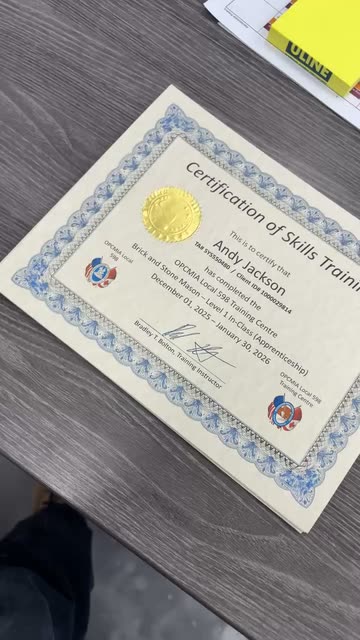 ULINE
Certification of Skills Trainin
This is to certify that
Andy Jackson
has completed the
OPCMIA Local 598 Training Centre
Brick and Stone Mason – Level 1 In-Class (Apprenticeship)
December 01, 2025 – January 30, 2026
Bradley T. Bolton, Training Instructor
OPCMIA Local
598
OPCMIA Local 598
Training Centre